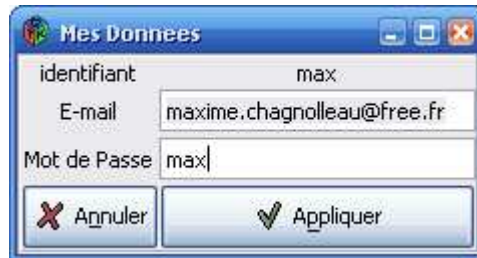 Mes Donnees
identifiant max
E-mail maxime.chagnolleau@free.fr
Mot de Passe max
Annuler Appliquer